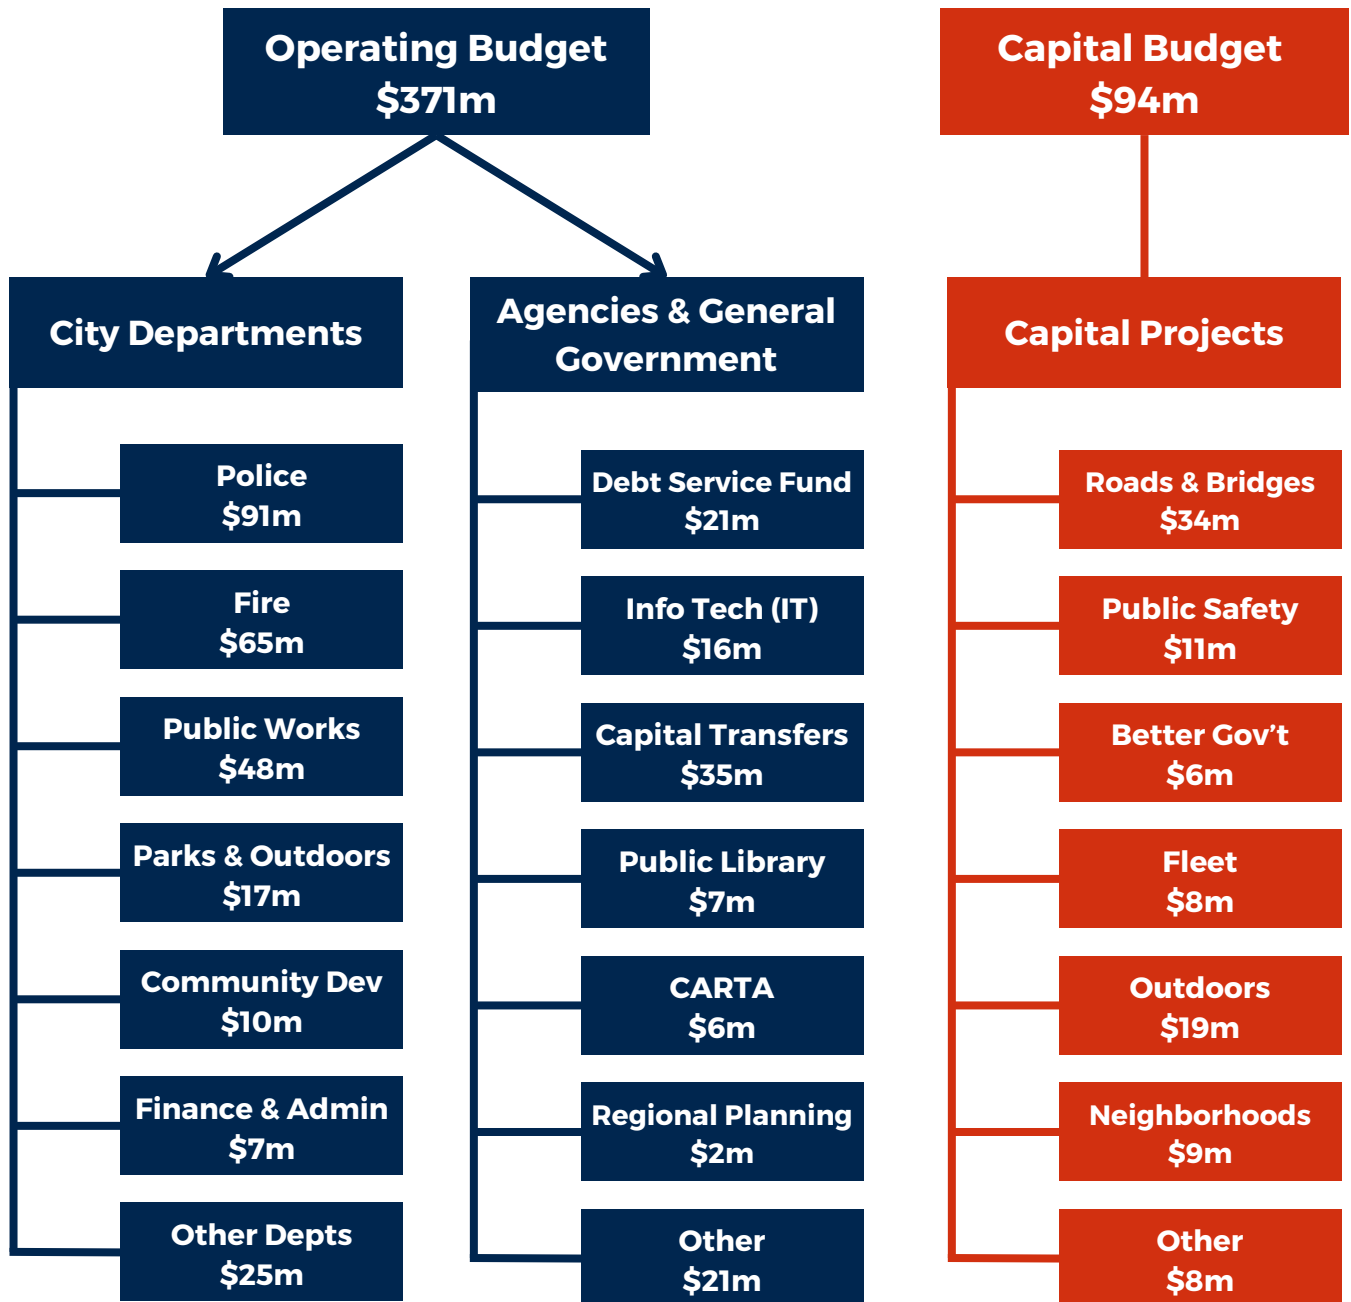 Operating Budget
$371m
Capital Budget
$94m
City Departments
Police
$91m
Fire
$65m
Public Works
$48m
Parks & Outdoors
$17m
Community Dev
$10m
Finance & Admin
$7m
Other Depts
$25m
Agencies & General
Government
Debt Service Fund
$21m
Info Tech (IT)
$16m
Capital Transfers
$35m
Public Library
$7m
CARTA
$6m
Regional Planning
$2m
Other
$21m
Capital Projects
Roads & Bridges
$34m
Public Safety
$11m
Better Gov’t
$6m
Fleet
$8m
Outdoors
$19m
Neighborhoods
$9m
Other
$8m